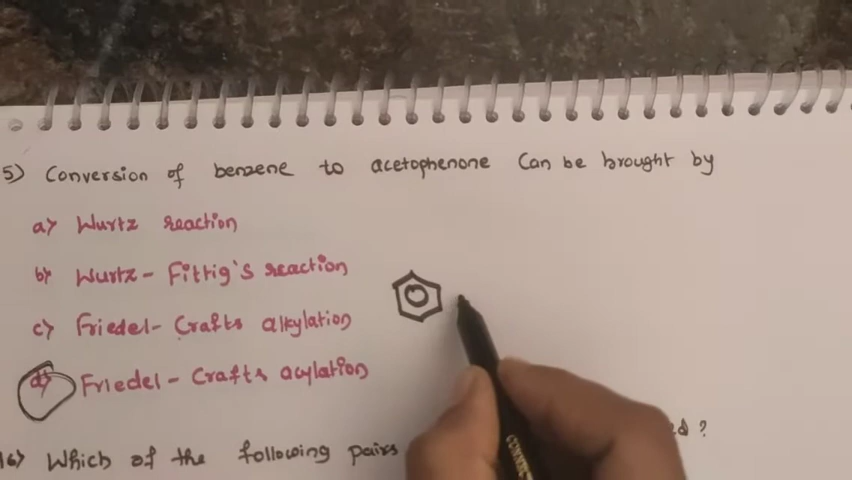 5) Conversion of benzene to acetophenone Can be brought by
a) Wurtz reaction
b) Wurtz - Fittig's reaction
c) Friedel - Crafts alkylation
d) Friedel - Crafts acylation
16) Which of the following pairs ?